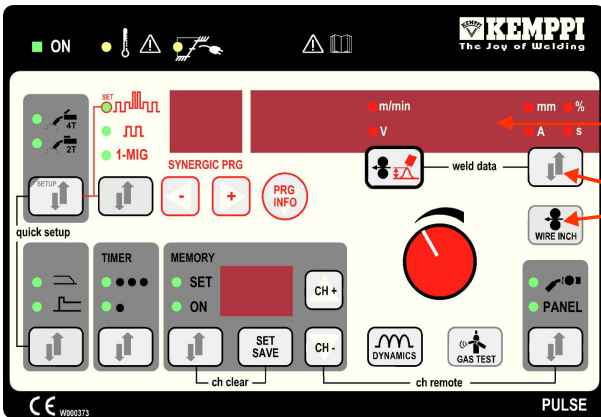 ON
KEMPPI
The Joy of Welding
SET
4T
2T
1-MIG
m/min
V
mm
%
A
s
SYNERGIC PRG
weld data
SETUP
-
+
PRG
INFO
WIRE INCH
quick setup
TIMER
MEMORY
SET
ON
CH +
PANEL
SET
SAVE
CH -
DYNAMICS
GAS TEST
ch clear
ch remote
CE W000373
PULSE